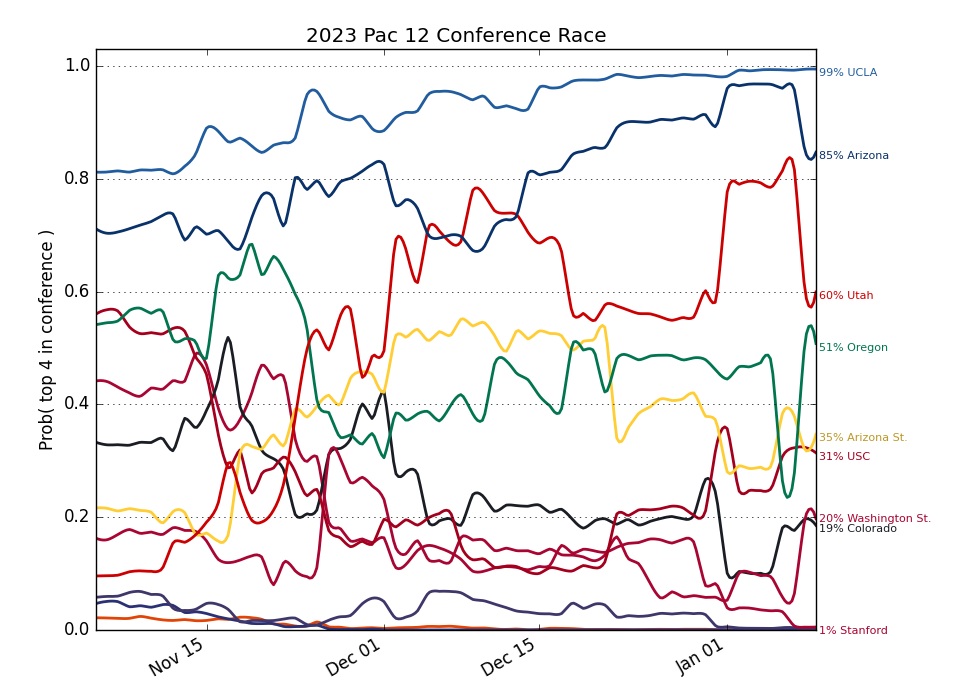 2023 Pac 12 Conference Race
Prob( top 4 in conference )
1.0
0.8
0.6
0.4
0.2
0.0
Nov 15
Dec 01
Dec 15
Jan 01
99% UCLA
85% Arizona
60% Utah
51% Oregon
35% Arizona St.
31% USC
20% Washington St.
19% Colorado
1% Stanford